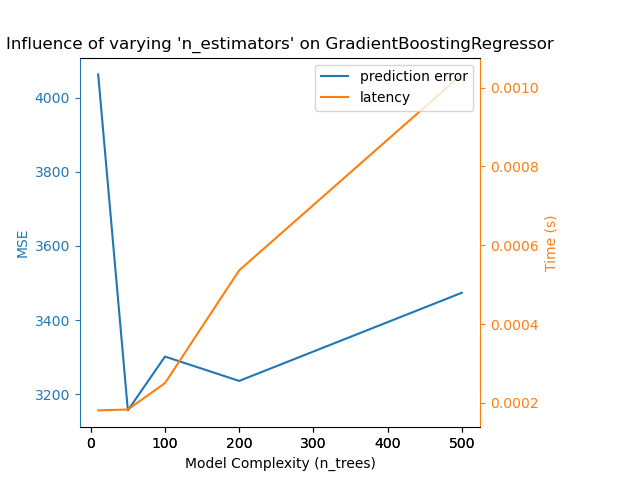 Influence of varying 'n_estimators' on GradientBoostingRegressor
prediction error
latency
MSE
4000
3800
3600
3400
3200
0.0010
0.0008
0.0006
0.0004
0.0002
Time (s)
0 100 200 300 400 500
Model Complexity (n_trees)